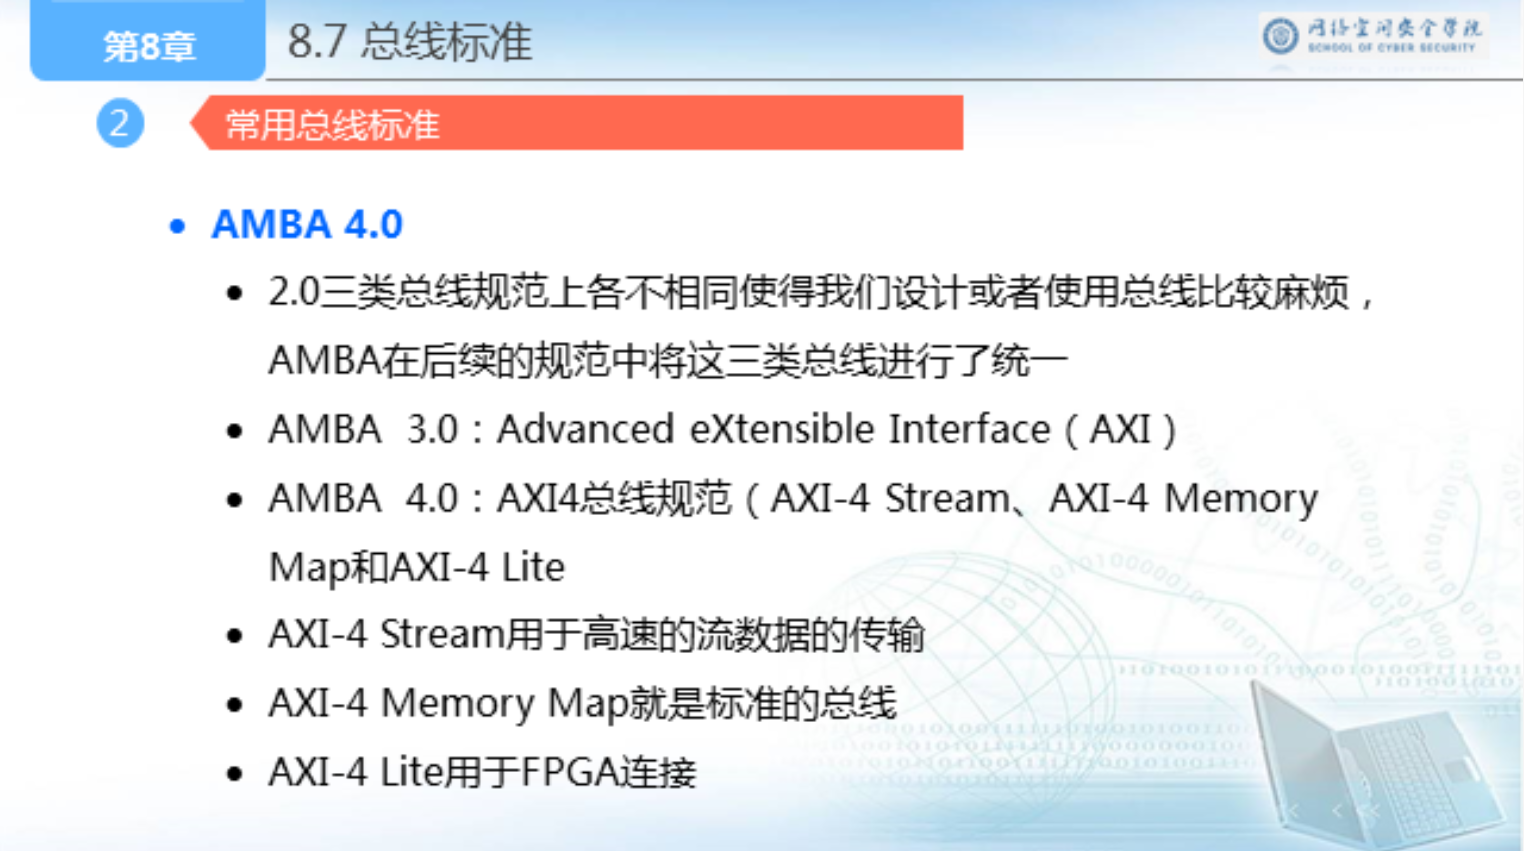 第8章
8.7 总线标准
网络空间安全学院
SCHOOL OF CYBER SECURITY
2
常用总线标准
• AMBA 4.0
• 2.0三类总线规范上各不相同使得我们设计或者使用总线比较麻烦，
AMBA在后续的规范中将这三类总线进行了统一
• AMBA 3.0：Advanced eXtensible Interface（AXI）
• AMBA 4.0：AXI4总线规范（AXI-4 Stream、AXI-4 Memory
Map和AXI-4 Lite
• AXI-4 Stream用于高速的流数据的传输
• AXI-4 Memory Map就是标准的总线
• AXI-4 Lite用于FPGA连接